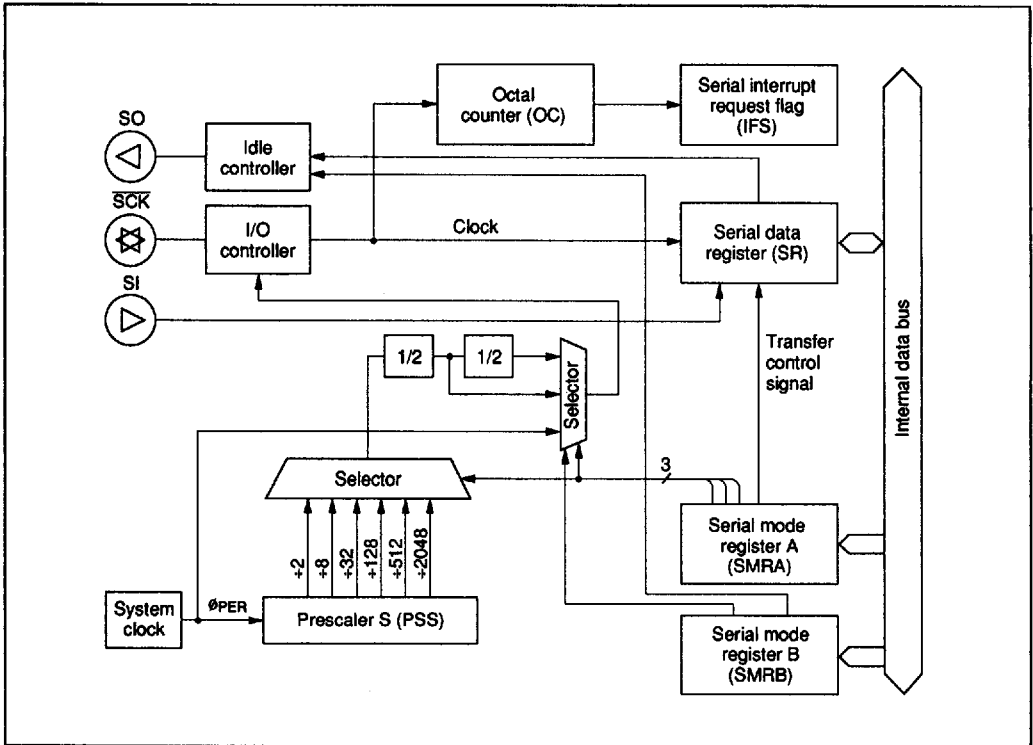 Octal
counter (OC)
Serial interrupt
request flag
(IFS)
SO
Idle
controller
SCK
I/O
controller
Clock
Serial data
register (SR)
SI
Transfer
control
signal
Internal data bus
1/2
1/2
Selector
Selector
3
÷2
÷8
÷32
÷128
÷512
÷2048
Serial mode
register A
(SMRA)
System
clock
øPER
Prescaler S (PSS)
Serial mode
register B
(SMRB)